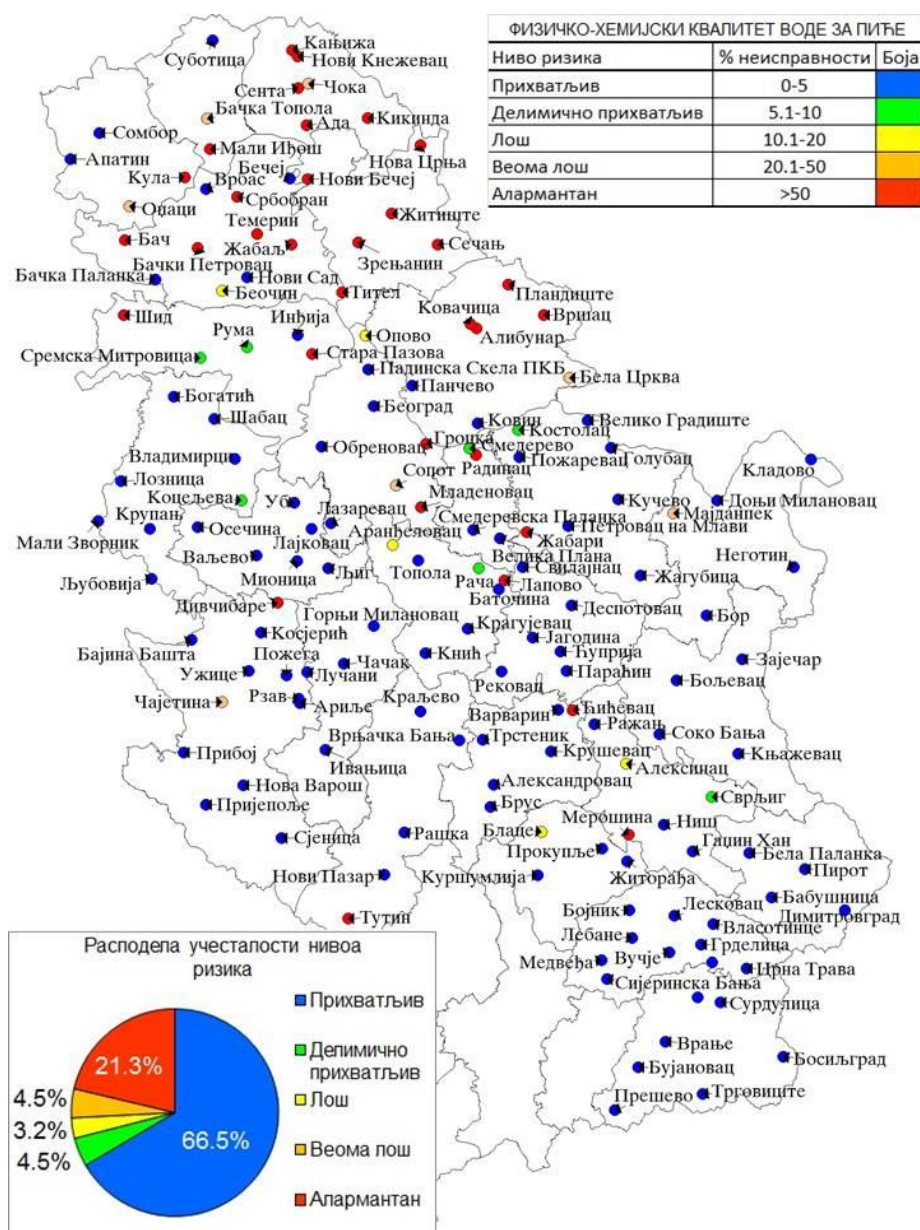 ФИЗИЧКО-ХЕМИЈСКИ КВАЛИТЕТ ВОДЕ ЗА ПИЋЕ
Ниво ризика % неисправности Боја
Прихватљив 0-5
Делимично прихватљив 5.1-10
Лош 10.1-20
Веома лош 20.1-50
Алармантан >50
Кањижа
Суботица
Нови Кнежевац
Сента
Чока
Бачка Топола
Сомбор
Ада
Кикинда
Апатин
Мали Иђош
Нова Црња
Кула
Бечеј
Врбас
Нови Бечеј
Србобран
Оџаци
Темерин
Житиште
Бач
Жабаљ
Сечањ
Бачки Петровац
Зрењанин
Бачка Паланка
Нови Сад
Беочин
Тител
Пландиште
Ковачица
Шид
Рума
Инђија
Вршац
Опово
Алибунар
Сремска Митровица
Стара Пазова
Падинска Скела ПКБ
Бела Црква
Панчево
Богатић
Београд
Шабац
Ковин
Велико Градиште
Костолац
Обреновац
Гроцка
Смедерево
Голубац
Владимирци
Радинац
Пожаревац
Кладово
Лозница
Сопот
Коцељева
Уб
Младеновац
Кучево
Доњи Милановац
Лазаревац
Мајданпек
Крупањ
Смедеревска Паланка
Осечина
Петровац на Млави
Мали Зворник
Лајковац
Аранђеловац
Жабари
Ваљево
Велика Плана
Неготин
Мионица
Љиг
Топола
Свилајнац
Љубовија
Рача
Лапово
Жагубица
Баточина
Дивчибаре
Деспотовац
Горњи Милановац
Бор
Косјерић
Крагујевац
Јагодина
Бајина Башта
Ћуприја
Пожега
Чачак
Кнић
Зајечар
Ужице
Лучани
Параћин
Рековац
Бољевац
Чајетина
Рзав
Краљево
Ариље
Варварин
Ћићевац
Ражањ
Врњачка Бања
Трстеник
Соко Бања
Прибој
Крушевац
Књажевац
Ивањица
Алексинац
Нова Варош
Александровац
Пријепоље
Сврљиг
Брус
Мерошина
Рашка
Блаце
Ниш
Сјеница
Гаџин Хан
Прокупље
Бела Паланка
Нови Пазар
Куршумлија
Житорађа
Пирот
Бојник
Лесковац
Бабушница
Тутин
Димитровград
Власотинце
Лебане
Грделица
Вучје
Медвеђа
Црна Трава
Сијеринска Бања
Сурдулица
Врање
Босиљград
Бујановац
Прешево
Трговиште
Расподела учесталости нивоа
ризика
Прихватљив
Делимично
прихватљив
Лош
Веома лош
Алармантан
21.3%
4.5%
3.2%
4.5%
66.5%